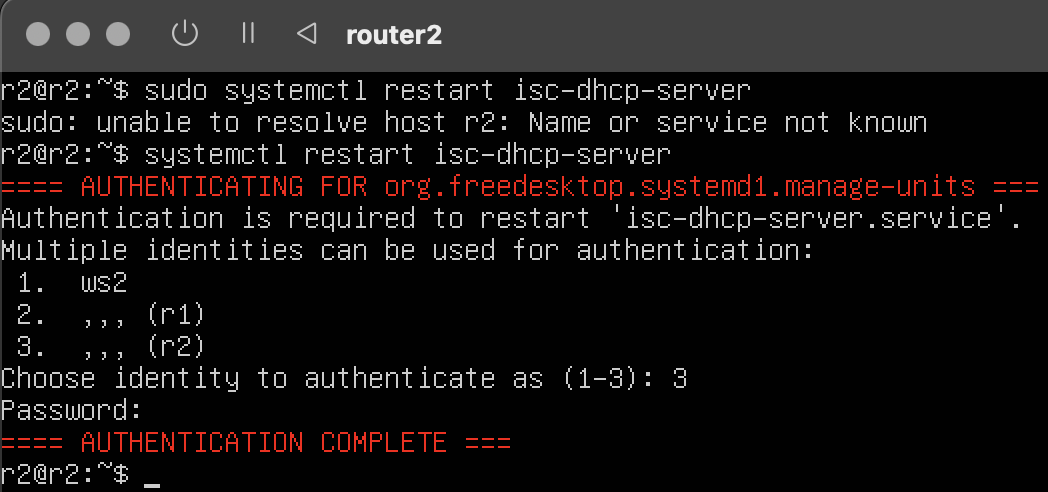 router2
r2@r2:~$ sudo systemctl restart isc-dhcp-server
sudo: unable to resolve host r2: Name or service not known
r2@r2:~$ systemctl restart isc-dhcp-server
==== AUTHENTICATING FOR org.freedesktop.systemd1.manage-units ===
Authentication is required to restart 'isc-dhcp-server.service'.
Multiple identities can be used for authentication:
 1.  ws2
 2.  ,,, (r1)
 3.  ,,, (r2)
Choose identity to authenticate as (1-3): 3
Password:
==== AUTHENTICATION COMPLETE ===
r2@r2:~$ _